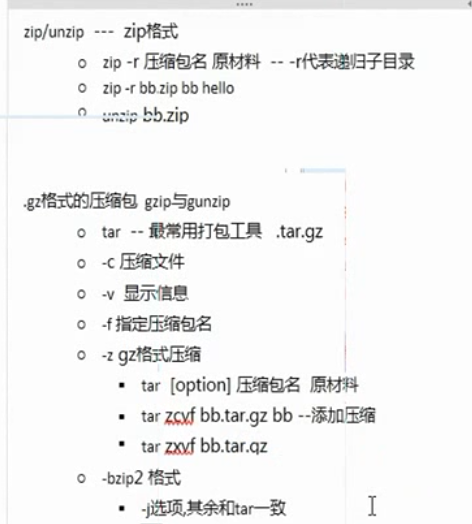 zip/unzip --- zip格式
zip -r 压缩包名 原材料 -- -r代表递归子目录
zip -r bb.zip bb hello
unzip bb.zip
.gz格式的压缩包 gzip与gunzip
tar -- 最常用打包工具 .tar.gz
-c 压缩文件
-v 显示信息
-f 指定压缩包名
-z gz格式压缩
tar [option] 压缩包名 原材料
tar zcvf bb.tar.gz bb --添加压缩
tar zxvf bb.tar.gz
-bzip2 格式
-j选项,其余和tar一致